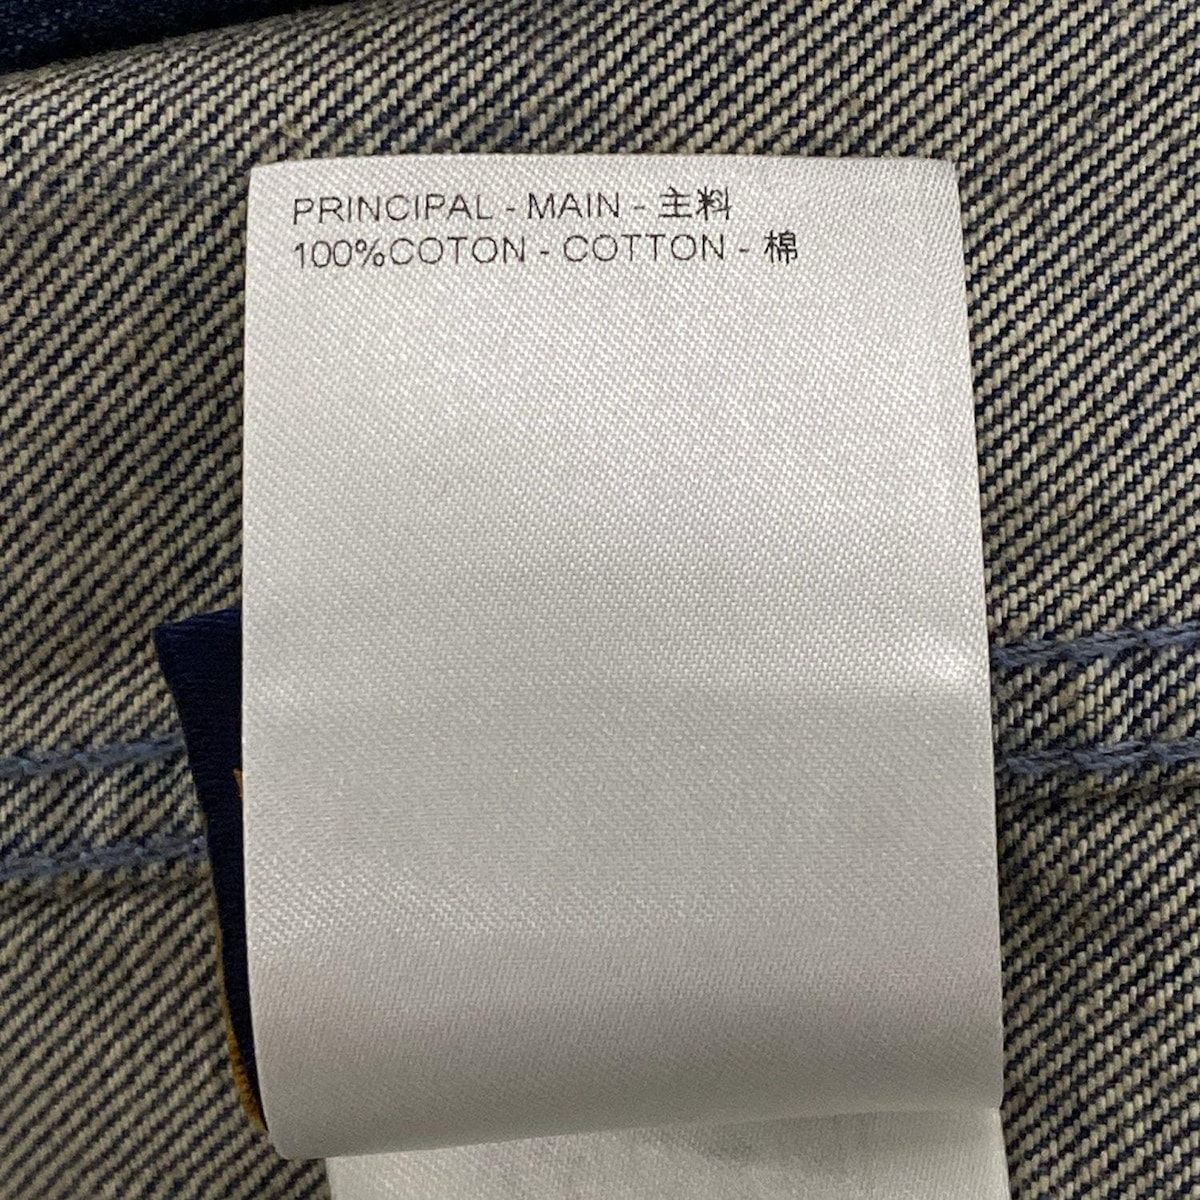 PRINCIPAL - MAIN - 主料
100%COTON - COTTON - 棉